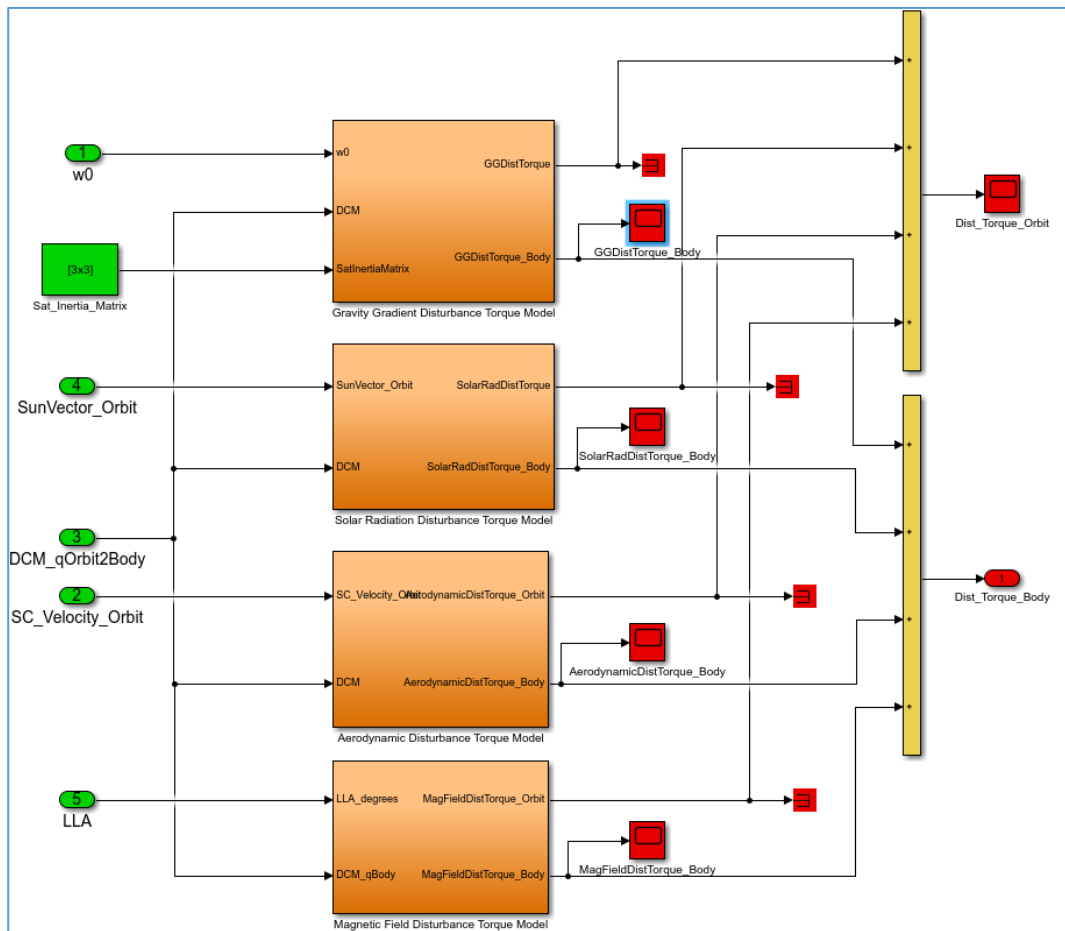 1
w0
[3x3]
Sat_Inertia_Matrix
4
SunVector_Orbit
3
DCM_qOrbit2Body
2
SC_Velocity_Orbit
5
LLA
w0
DCM
SatInertiaMatrix
GGDistTorque
GGDistTorque_Body
Gravity Gradient Disturbance Torque Model
SunVector_Orbit
DCM
SolarRadDistTorque
SolarRadDistTorque_Body
Solar Radiation Disturbance Torque Model
SC_Velocity_Orbit
DCM
AerodynamicDistTorque_Orbit
AerodynamicDistTorque_Body
Aerodynamic Disturbance Torque Model
LLA_degrees
DCM_qBody
MagFieldDistTorque_Orbit
MagFieldDistTorque_Body
Magnetic Field Disturbance Torque Model
GGDistTorque_Body
SolarRadDistTorque_Body
AerodynamicDistTorque_Body
MagFieldDistTorque_Body
+
+
+
+
+
+
+
+
Dist_Torque_Orbit
1
Dist_Torque_Body